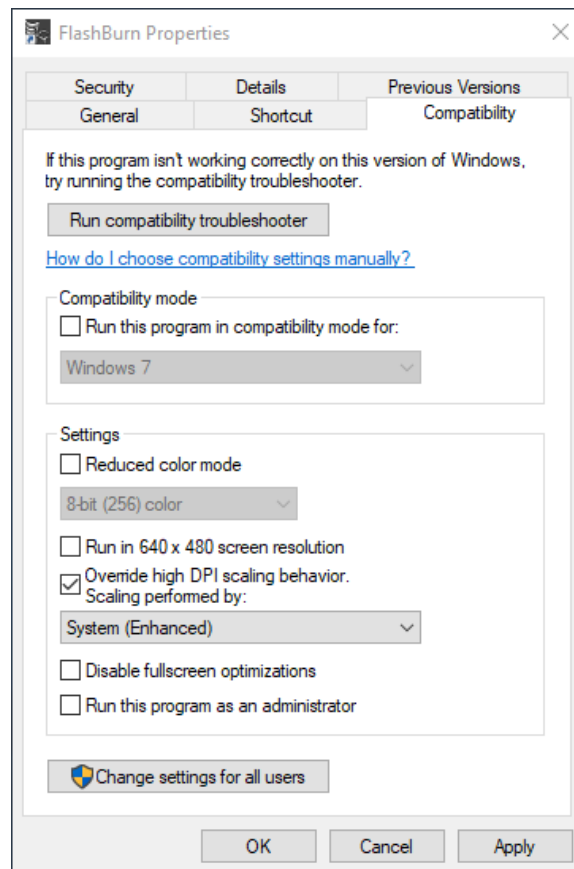 FlashBurn Properties
Security
Details
Previous Versions
General
Shortcut
Compatibility
If this program isn't working correctly on this version of Windows,
try running the compatibility troubleshooter.
Run compatibility troubleshooter
How do I choose compatibility settings manually?
Compatibility mode
Run this program in compatibility mode for:
Windows 7
Settings
Reduced color mode
8-bit (256) color
Run in 640 x 480 screen resolution
Override high DPI scaling behavior.
Scaling performed by:
System (Enhanced)
Disable fullscreen optimizations
Run this program as an administrator
Change settings for all users
OK
Cancel
Apply